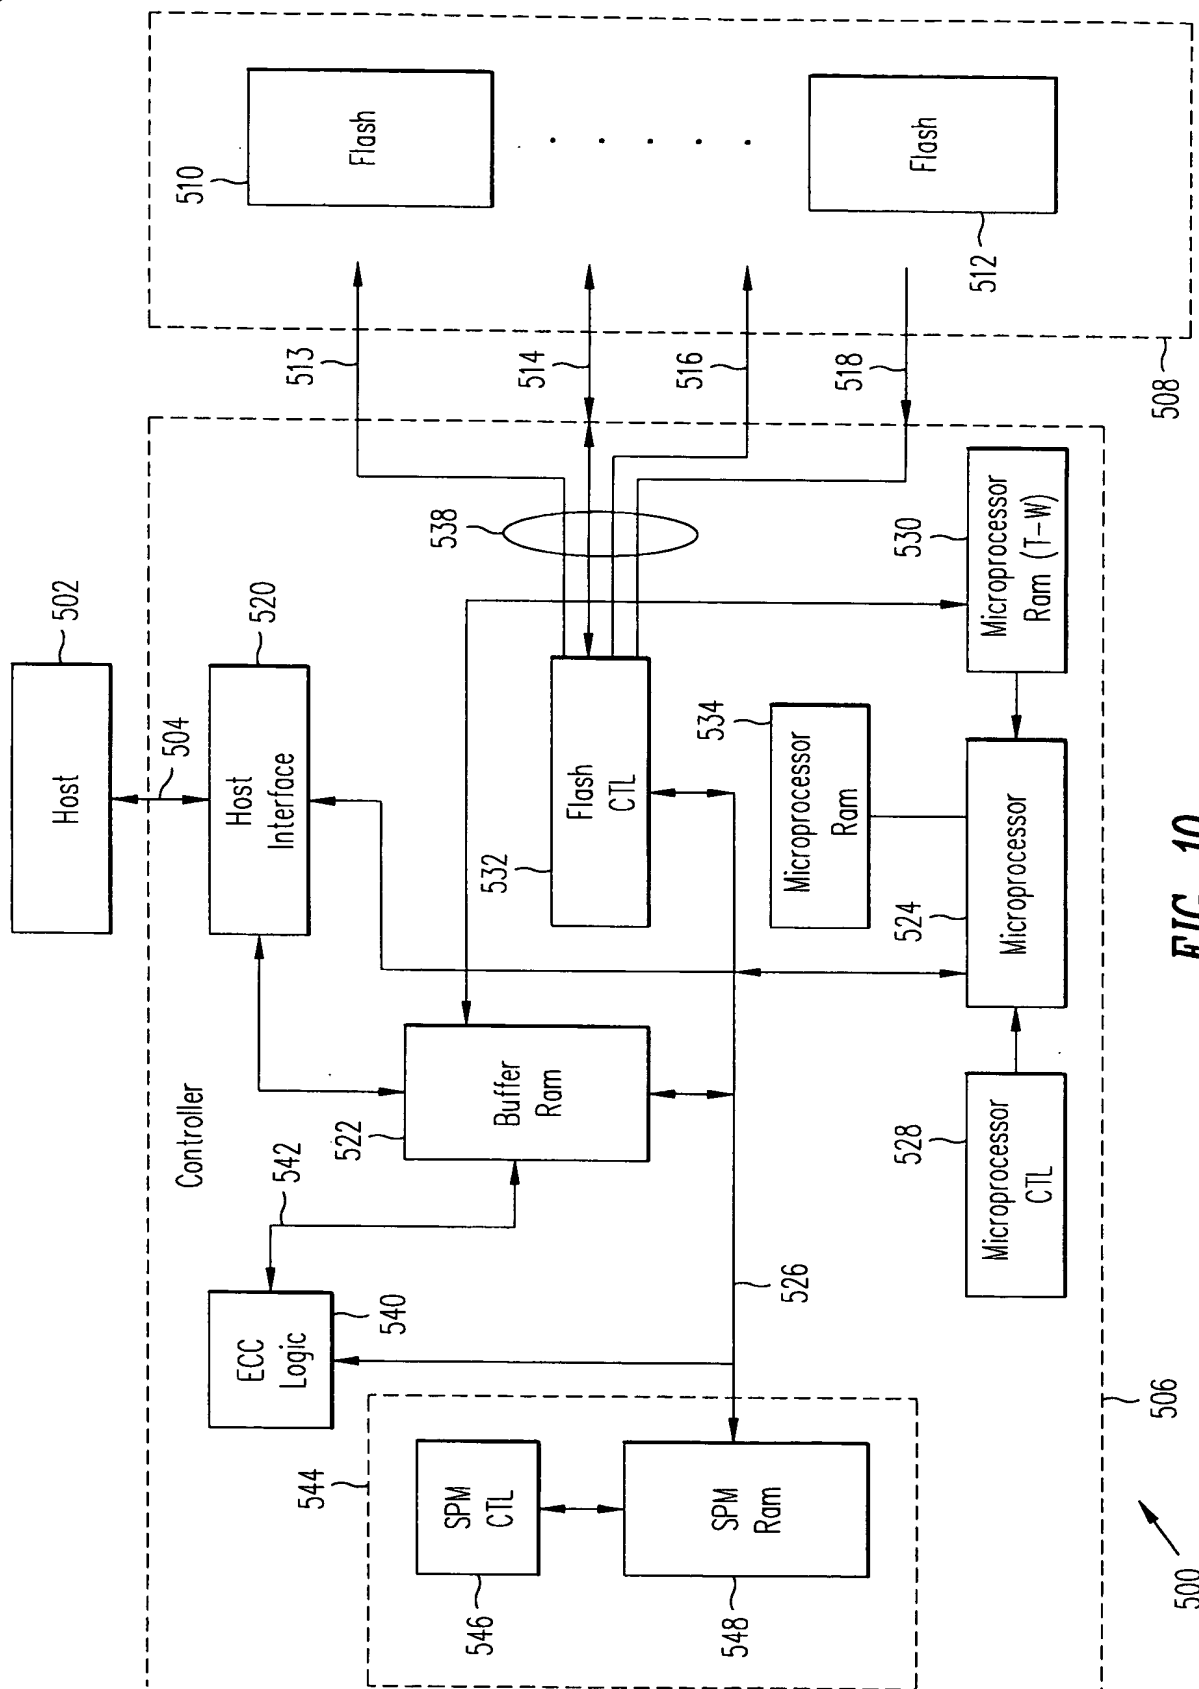 Host
502
504
Controller
ECC
Logic
540
542
Host
Interface
520
510
Flash
513
544
SPM
CTL
546
522
Buffer
Ram
538
514
532
Flash
CTL
SPM
Ram
548
526
534
Microprocessor
Ram
516
518
Flash
512
528
Microprocessor
CTL
524
Microprocessor
530
Microprocessor
Ram (T-W)
506
508
500
FIG. 10